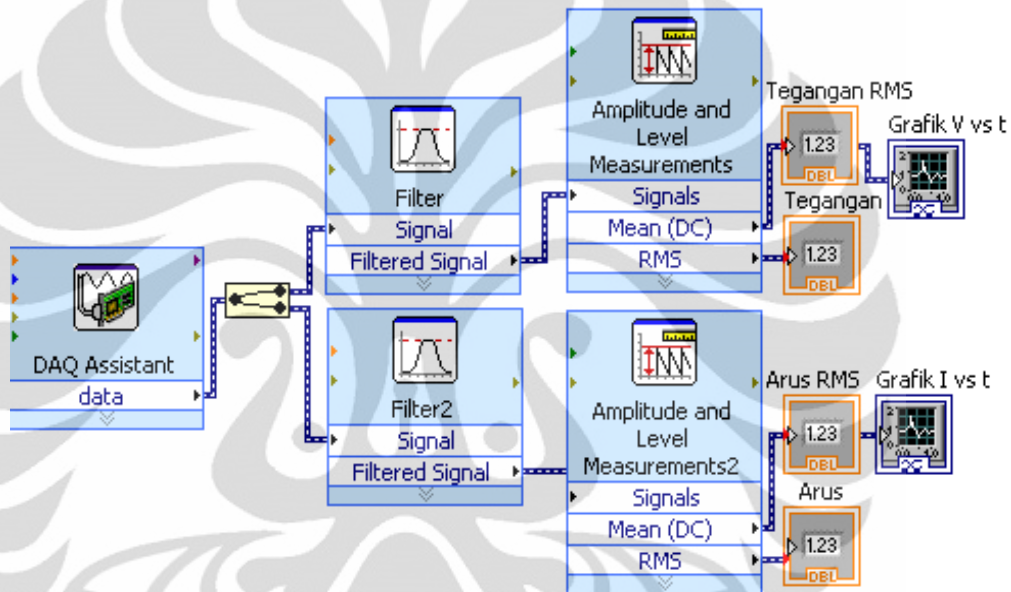 DAQ Assistant
data
Filter
Signal
Filtered Signal
Amplitude and
Level
Measurements
Signals
Mean (DC)
RMS
Tegangan RMS
1.23
DBL
Grafik V vs t
Tegangan
1.23
DBL
Filter2
Signal
Filtered Signal
Amplitude and
Level
Measurements2
Signals
Mean (DC)
RMS
Arus RMS
1.23
DBL
Grafik I vs t
Arus
1.23
DBL